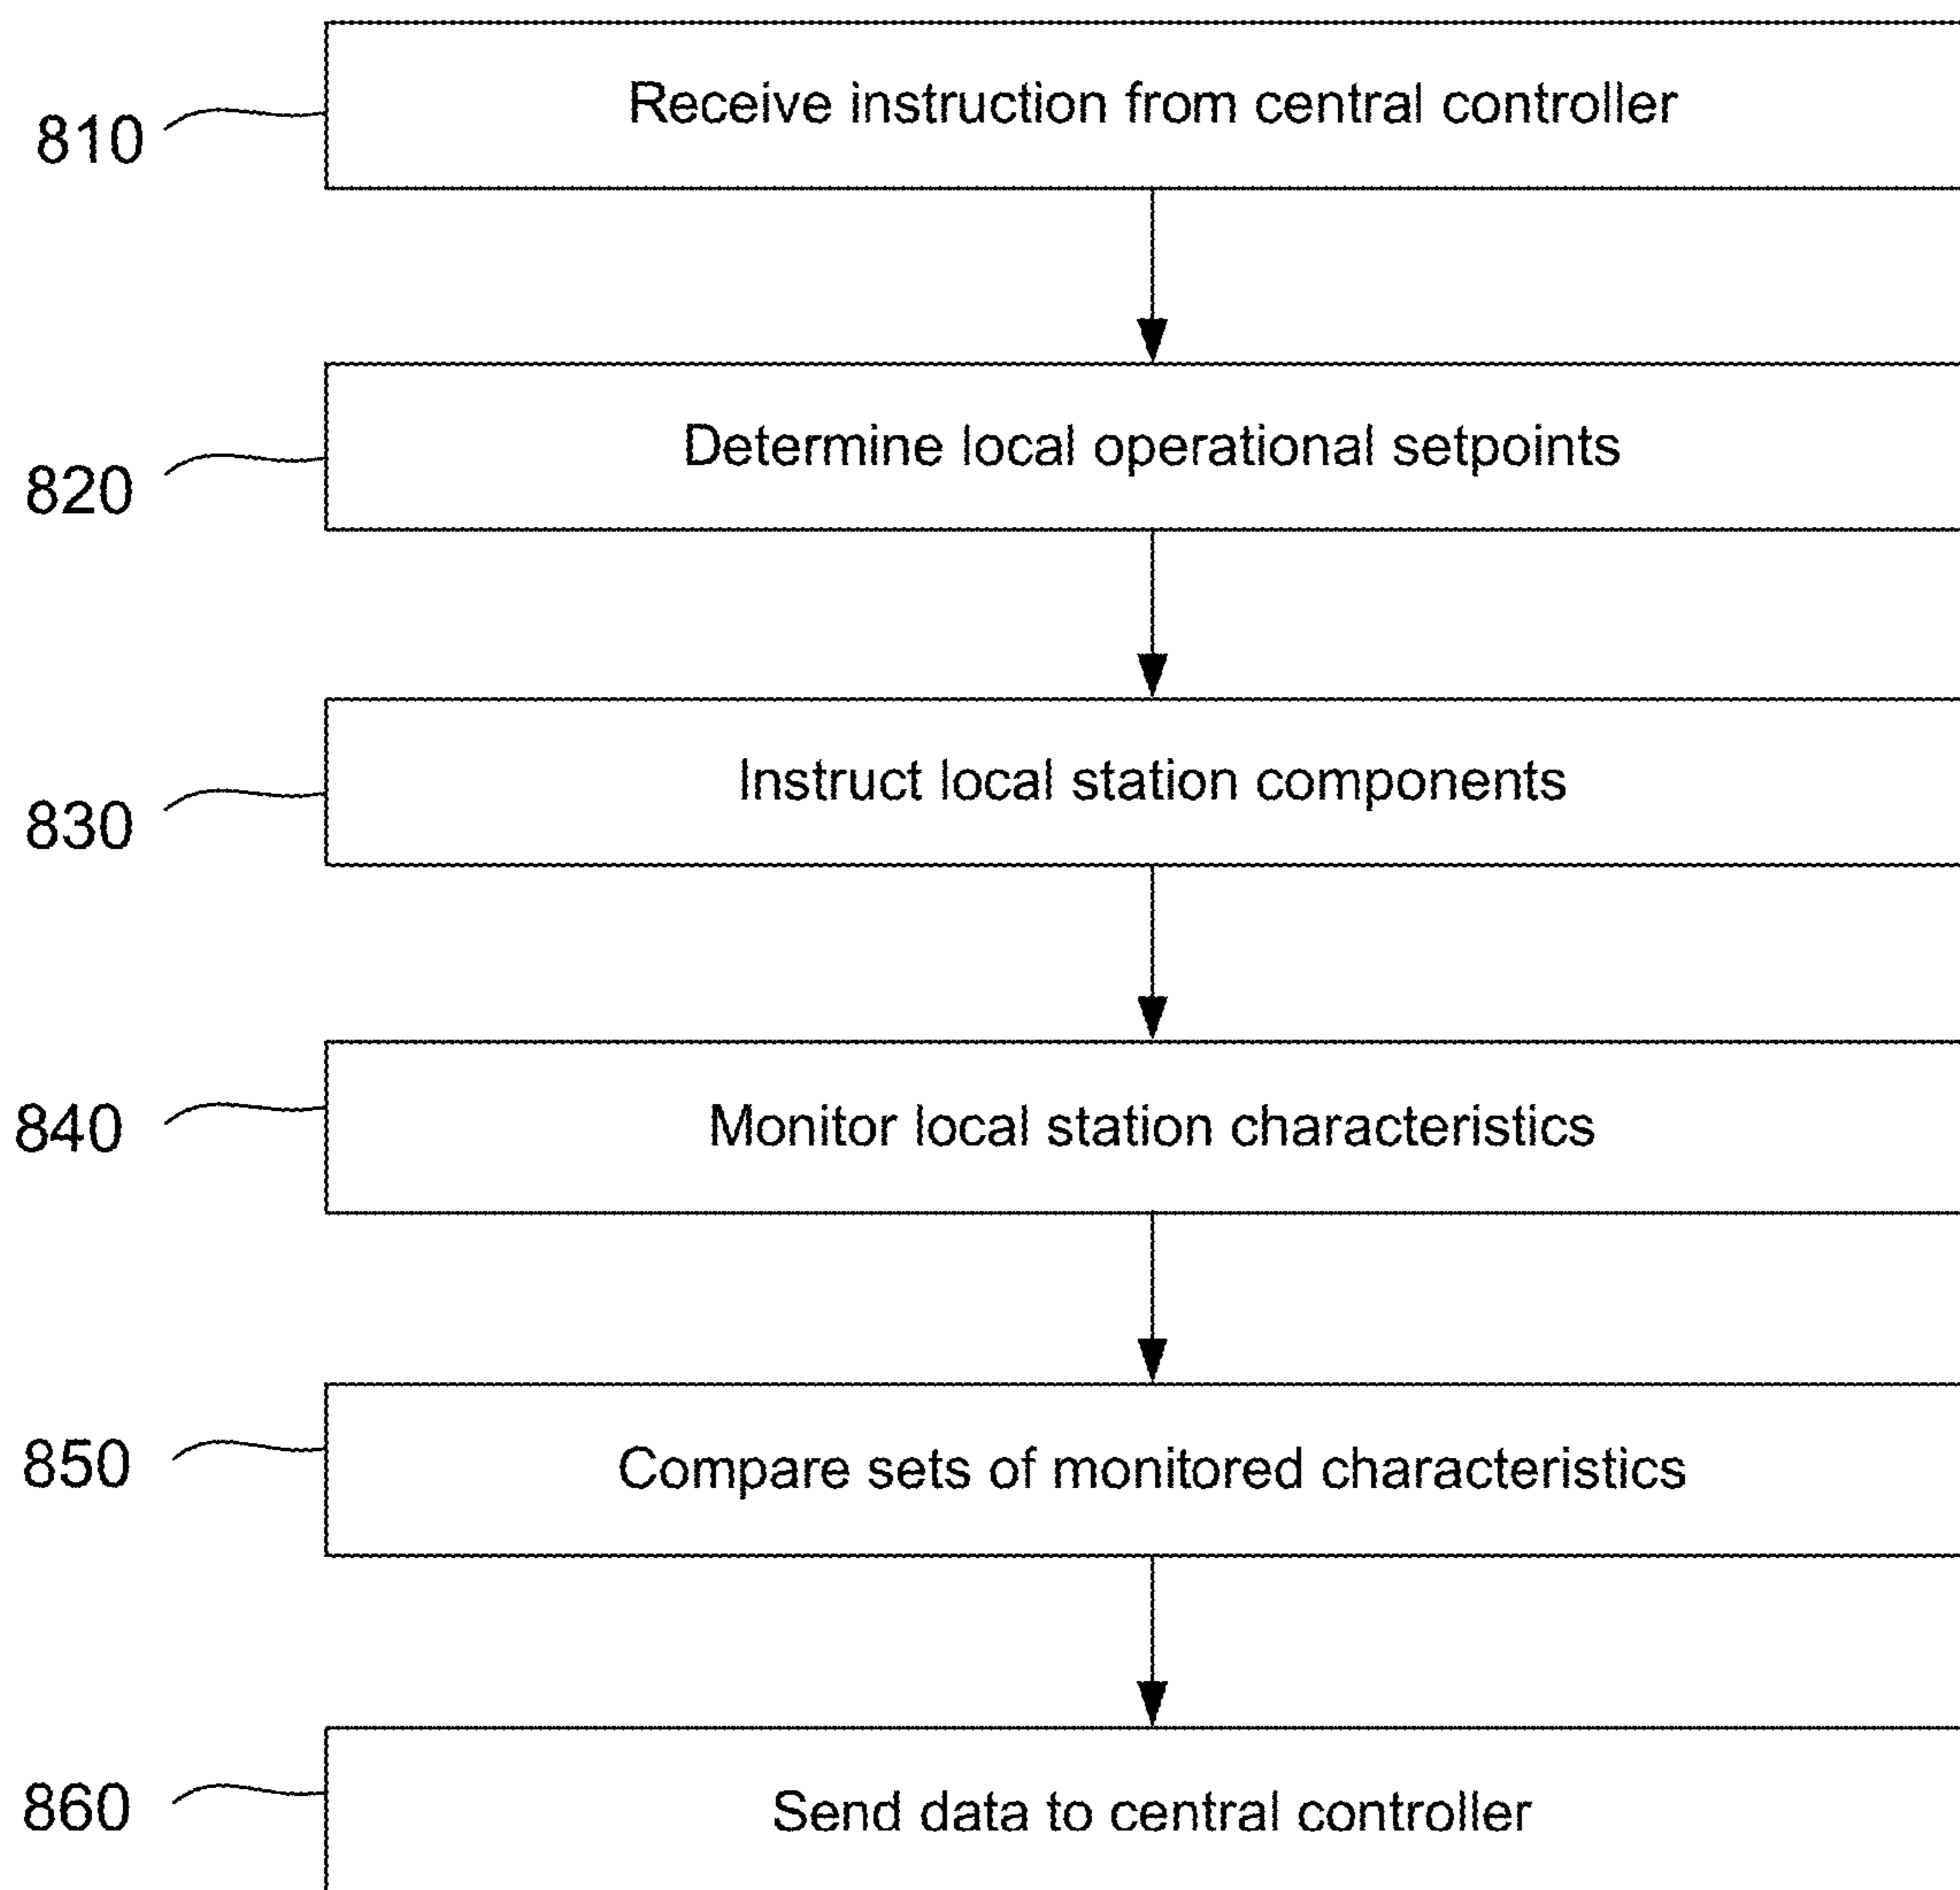 810
Receive instruction from central controller
820
Determine local operational setpoints
830
Instruct local station components
840
Monitor local station characteristics
850
Compare sets of monitored characteristics
860
Send data to central controller